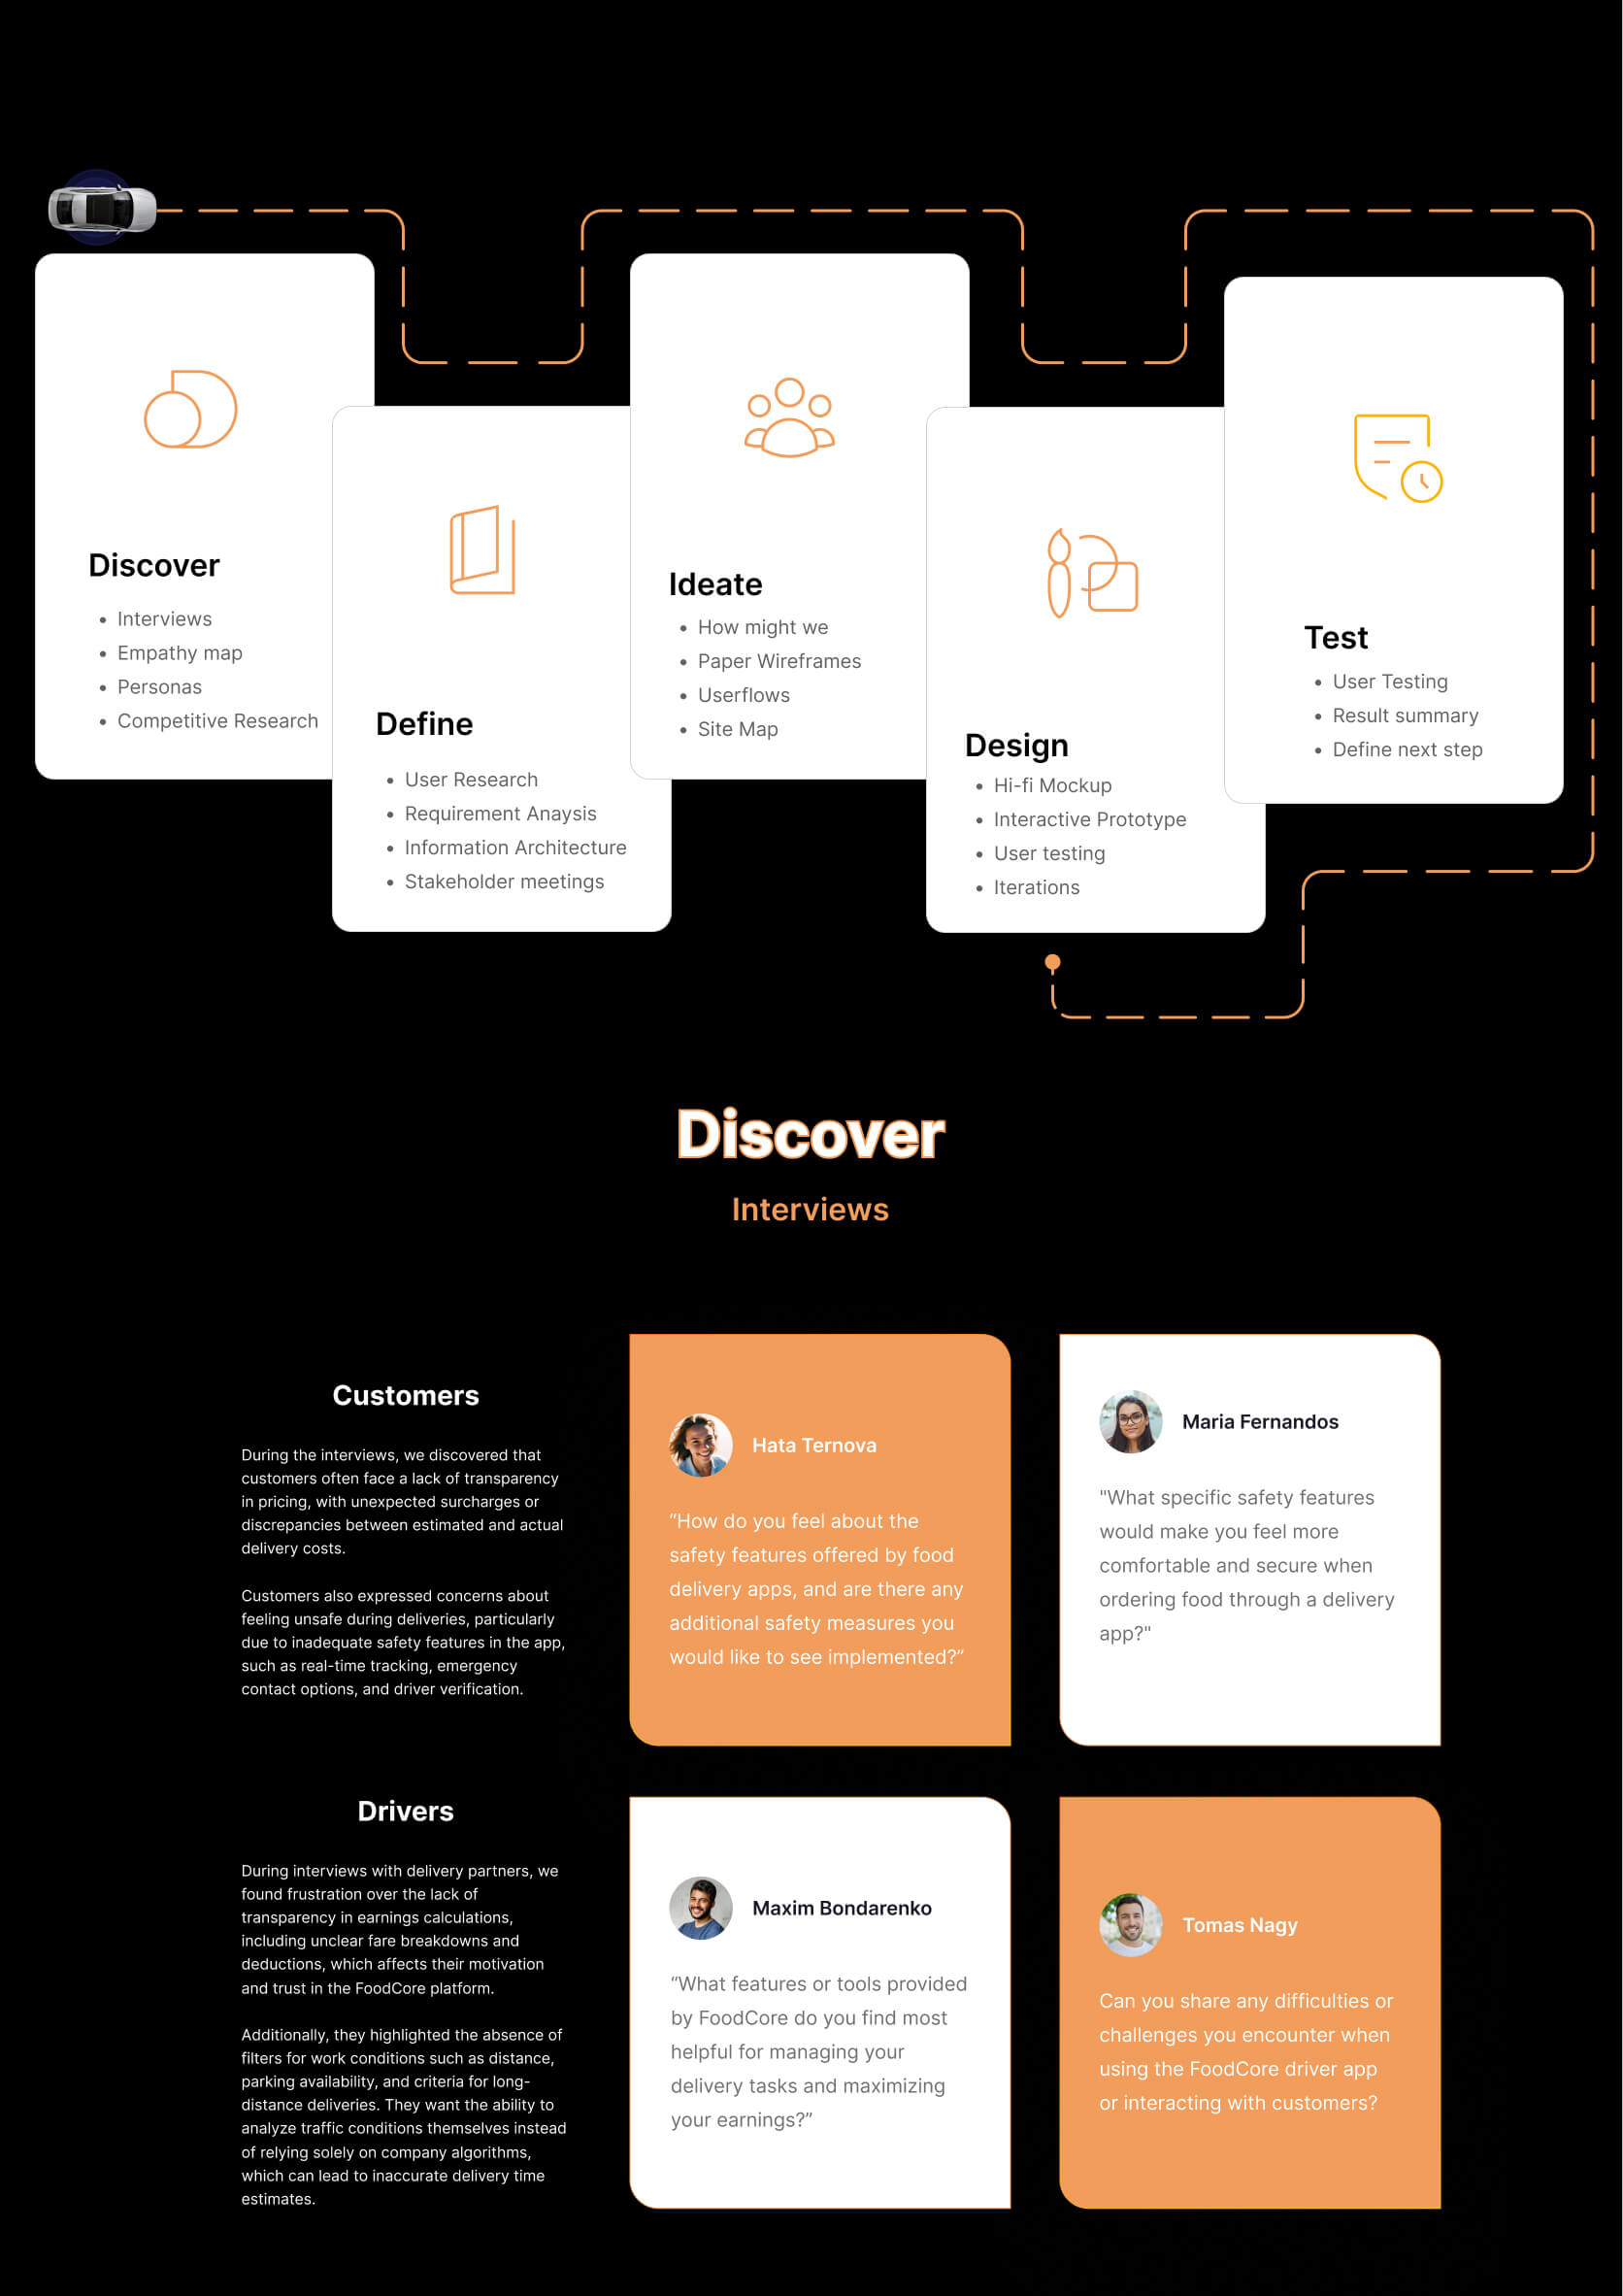 Discover
Interviews
Empathy map
Personas
Competitive Research
Define
User Research
Requirement Anaysis
Information Architecture
Stakeholder meetings
Ideate
How might we
Paper Wireframes
Userflows
Site Map
Design
Hi-fi Mockup
Interactive Prototype
User testing
Iterations
Test
User Testing
Result summary
Define next step
Discover
Interviews
Customers
During the interviews, we discovered that
customers often face a lack of transparency
in pricing, with unexpected surcharges or
discrepancies between estimated and actual
delivery costs.
Customers also expressed concerns about
feeling unsafe during deliveries, particularly
due to inadequate safety features in the app,
such as real-time tracking, emergency
contact options, and driver verification.
Hata Ternova
“How do you feel about the
safety features offered by food
delivery apps, and are there any
additional safety measures you
would like to see implemented?”
Maria Fernandos
"What specific safety features
would make you feel more
comfortable and secure when
ordering food through a delivery
app?"
Drivers
During interviews with delivery partners, we
found frustration over the lack of
transparency in earnings calculations,
including unclear fare breakdowns and
deductions, which affects their motivation
and trust in the FoodCore platform.
Additionally, they highlighted the absence of
filters for work conditions such as distance,
parking availability, and criteria for long-
distance deliveries. They want the ability to
analyze traffic conditions themselves instead
of relying solely on company algorithms,
which can lead to inaccurate delivery time
estimates.
Maxim Bondarenko
“What features or tools provided
by FoodCore do you find most
helpful for managing your
delivery tasks and maximizing
your earnings?”
Tomas Nagy
Can you share any difficulties or
challenges you encounter when
using the FoodCore driver app
or interacting with customers?